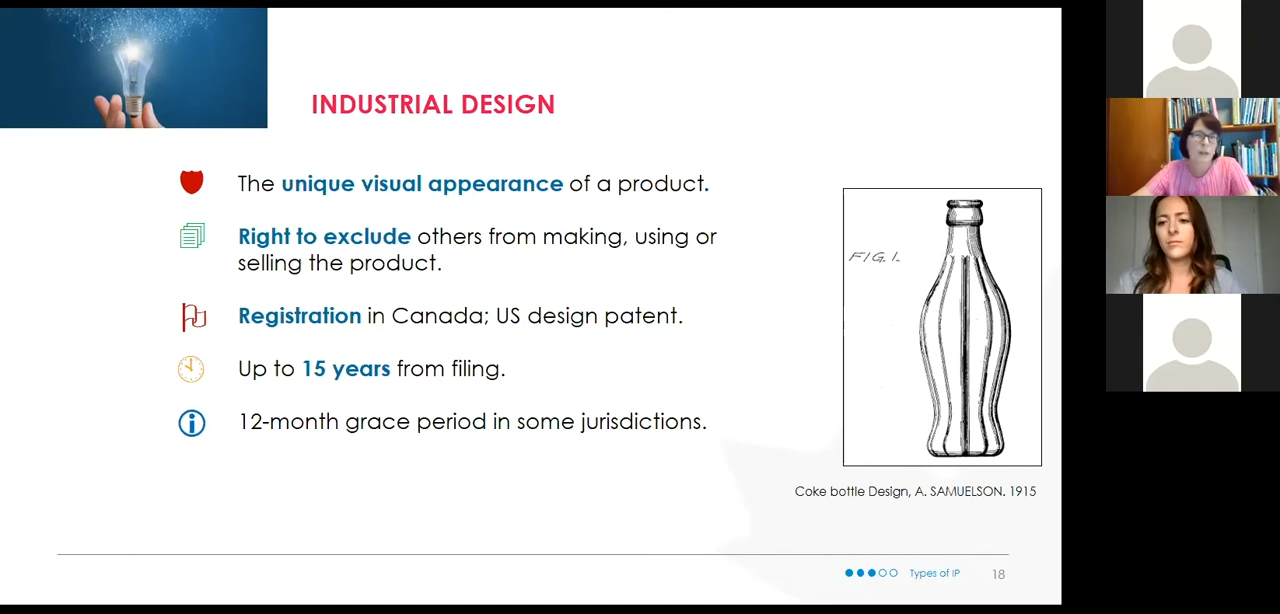 INDUSTRIAL DESIGN
The unique visual appearance of a product.
Right to exclude others from making, using or
selling the product.
Registration in Canada; US design patent.
Up to 15 years from filing.
12-month grace period in some jurisdictions.
FIG. 1.
Coke bottle Design, A. SAMUELSON. 1915
Types of IP 18